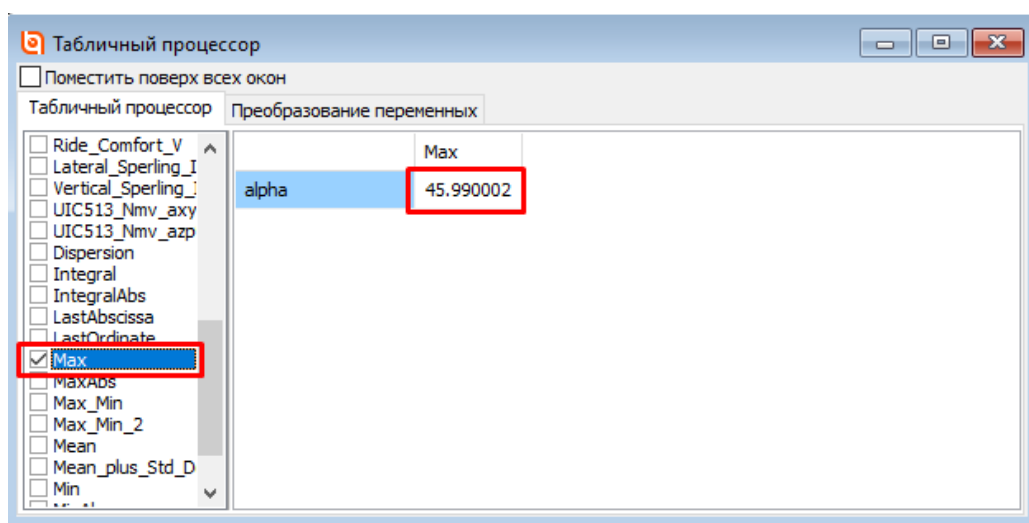 Табличный процессор
Поместить поверх всех окон
Табличный процессор Преобразование переменных
Ride_Comfort_V
Lateral_Sperling_I
Vertical_Sperling_
UIC513_Nmv_axy
UIC513_Nmv_azp
Dispersion
Integral
IntegralAbs
LastAbscissa
LastOrdinate
Max
MaxAbs
Max_Min
Max_Min_2
Mean
Mean_plus_Std_D
Min
Max
alpha 45.990002